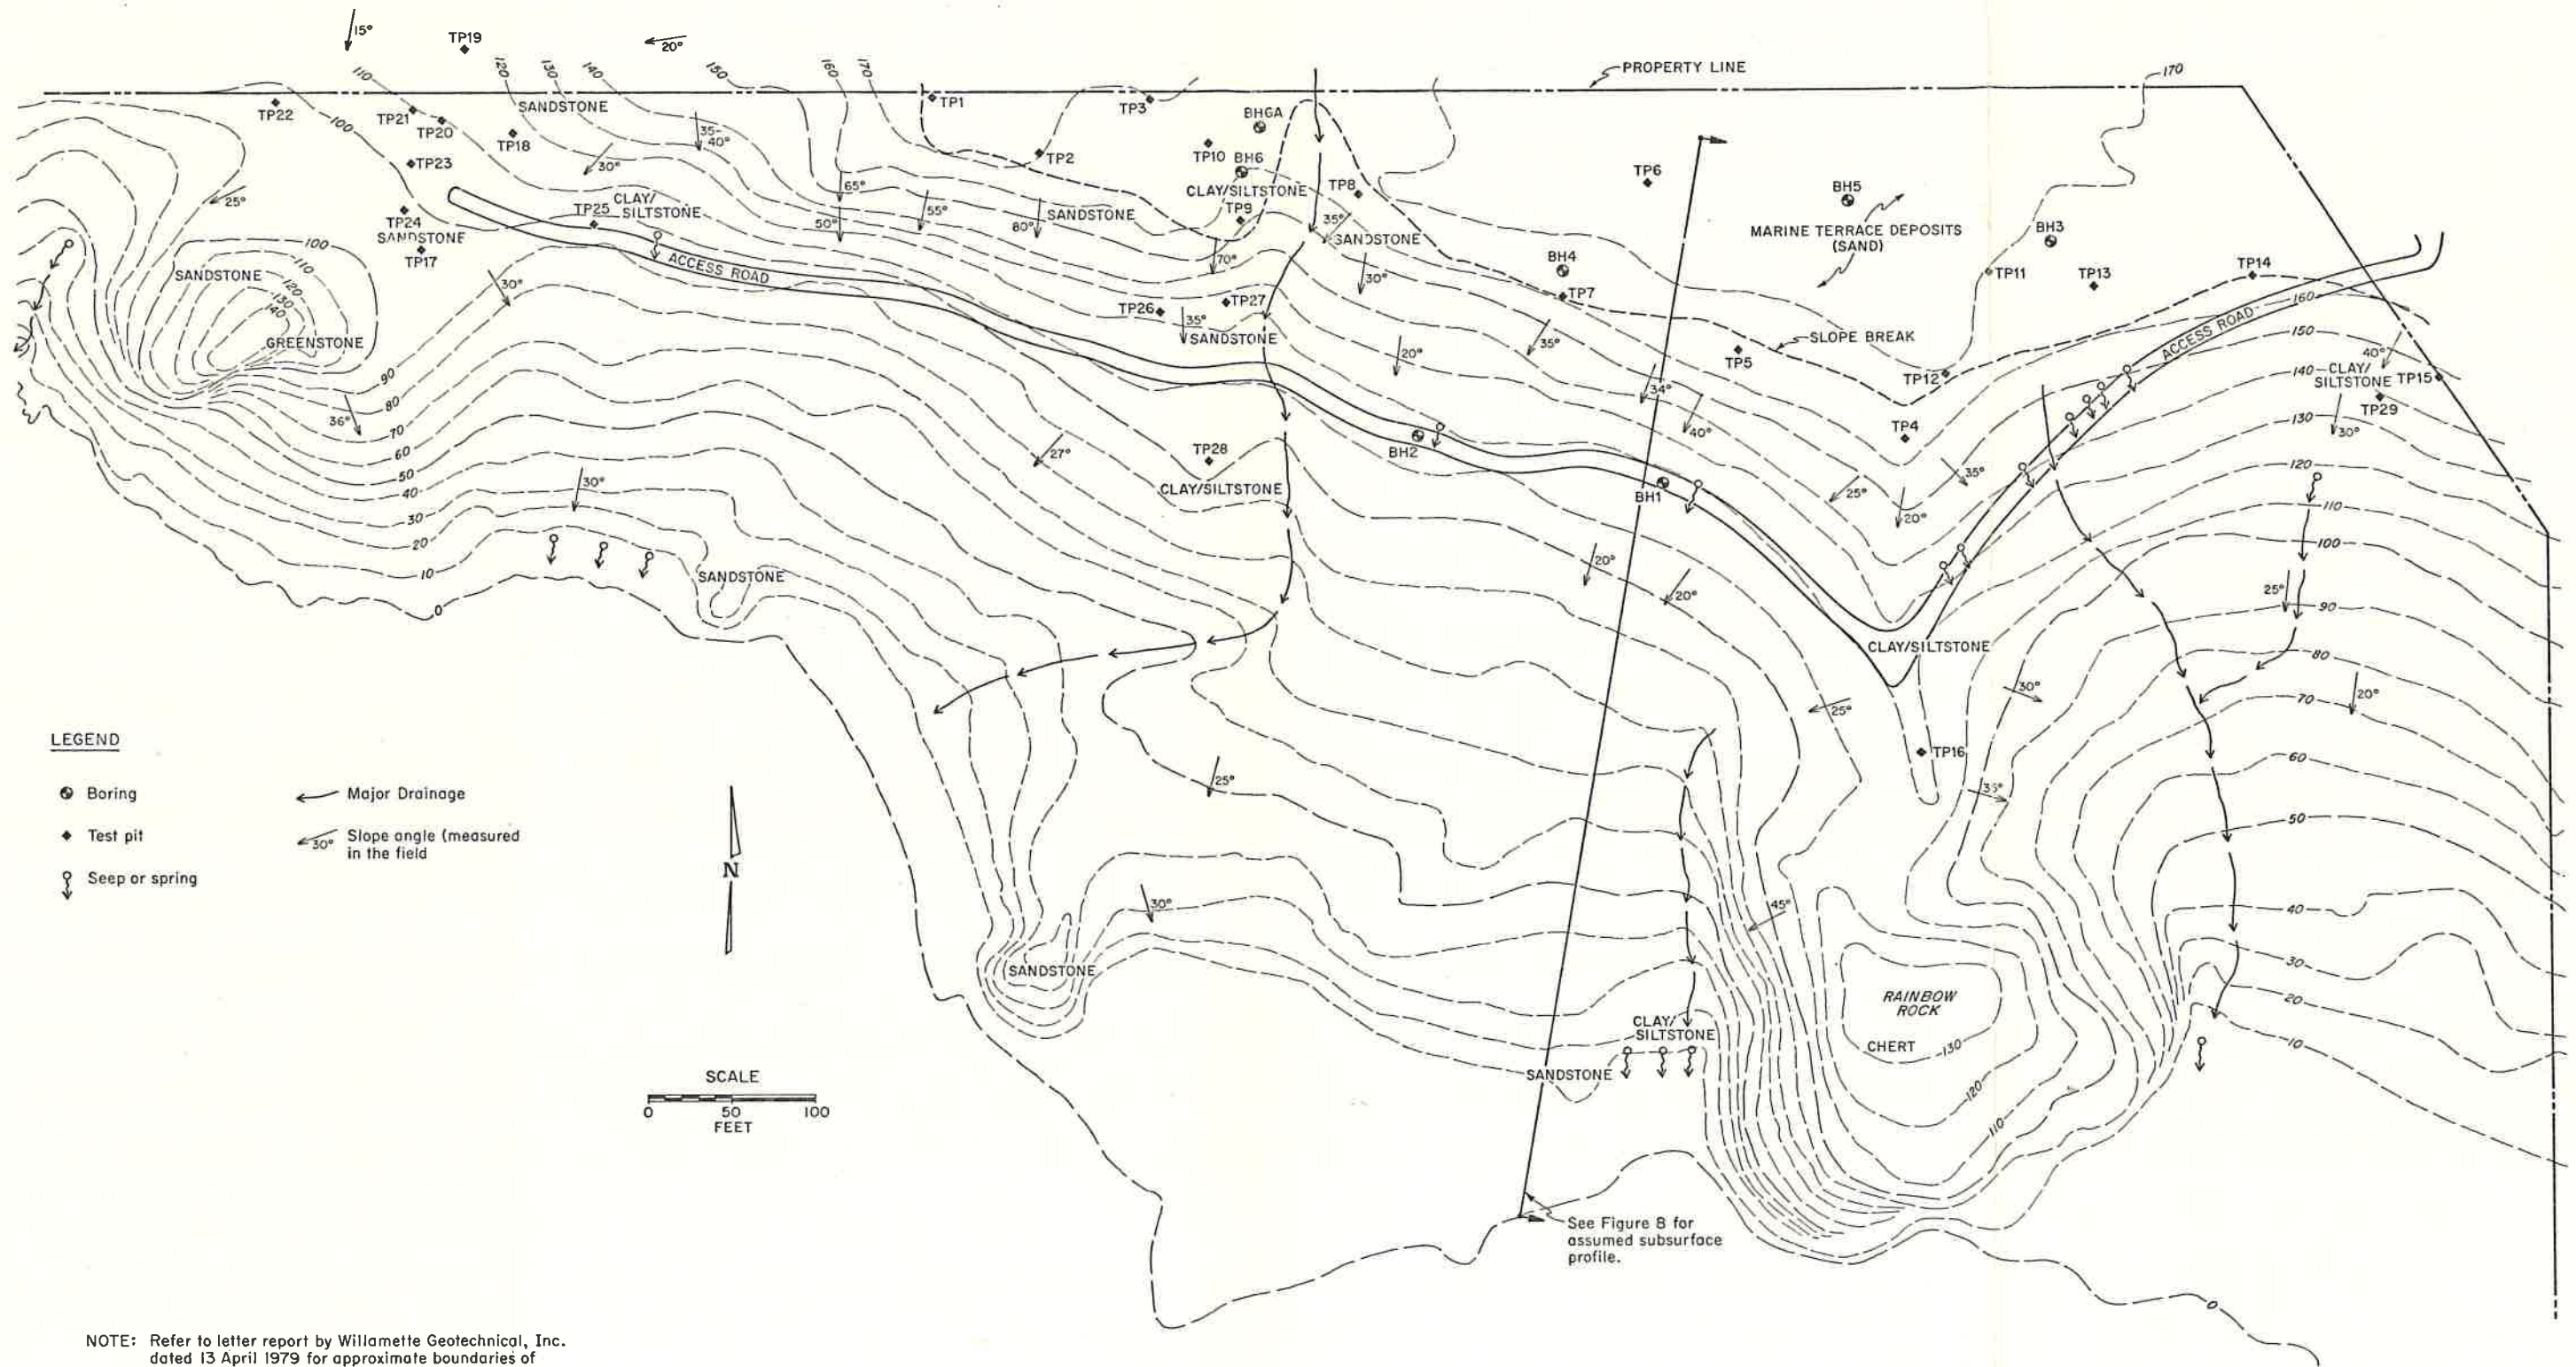 15°
TP19
20°
110
120
130
140
150
160
170
PROPERTY LINE
170
TP22
100
TP21
TP20
SANDSTONE
TP18
TP23
30°
35-
40°
TP1
TP2
TP3
BH6A
TP10
BH6
CLAY/SILTSTONE
TP9
TP8
TP6
BH5
MARINE TERRACE DEPOSITS
(SAND)
BH3
TP11
TP13
TP14
25°
TP24
SANDSTONE
TP17
TP25
CLAY/
SILTSTONE
65°
50°
55°
80°
SANDSTONE
70°
35°
SANDSTONE
30°
BH4
TP7
ACCESS ROAD
100
110
120
130
140
SANDSTONE
GREENSTONE
30°
TP26
TP27
35°
SANDSTONE
20°
35°
TP5
SLOPE BREAK
TP12
ACCESS ROAD
160
150
140
130
120
110
100
90
80
70
60
50
40
30
20
10
40°
CLAY/
SILTSTONE
TP15
TP29
30°
34°
40°
TP4
35°
25°
20°
36°
90
80
70
60
50
40
30
20
10
0
30°
27°
TP28
CLAY/SILTSTONE
BH2
BH1
20°
20°
SANDSTONE
CLAY/SILTSTONE
25°
30°
25°
20°
TP16
35°
25°
30°
45°
SANDSTONE
RAINBOW
ROCK
CHERT
130
120
110
CLAY/
SILTSTONE
SANDSTONE
See Figure 8 for
assumed subsurface
profile.
0
LEGEND
Boring
Major Drainage
Test pit
30°
Slope angle (measured
in the field
Seep or spring
N
SCALE
0 50 100
FEET
NOTE: Refer to letter report by Willamette Geotechnical, Inc.
dated 13 April 1979 for approximate boundaries of